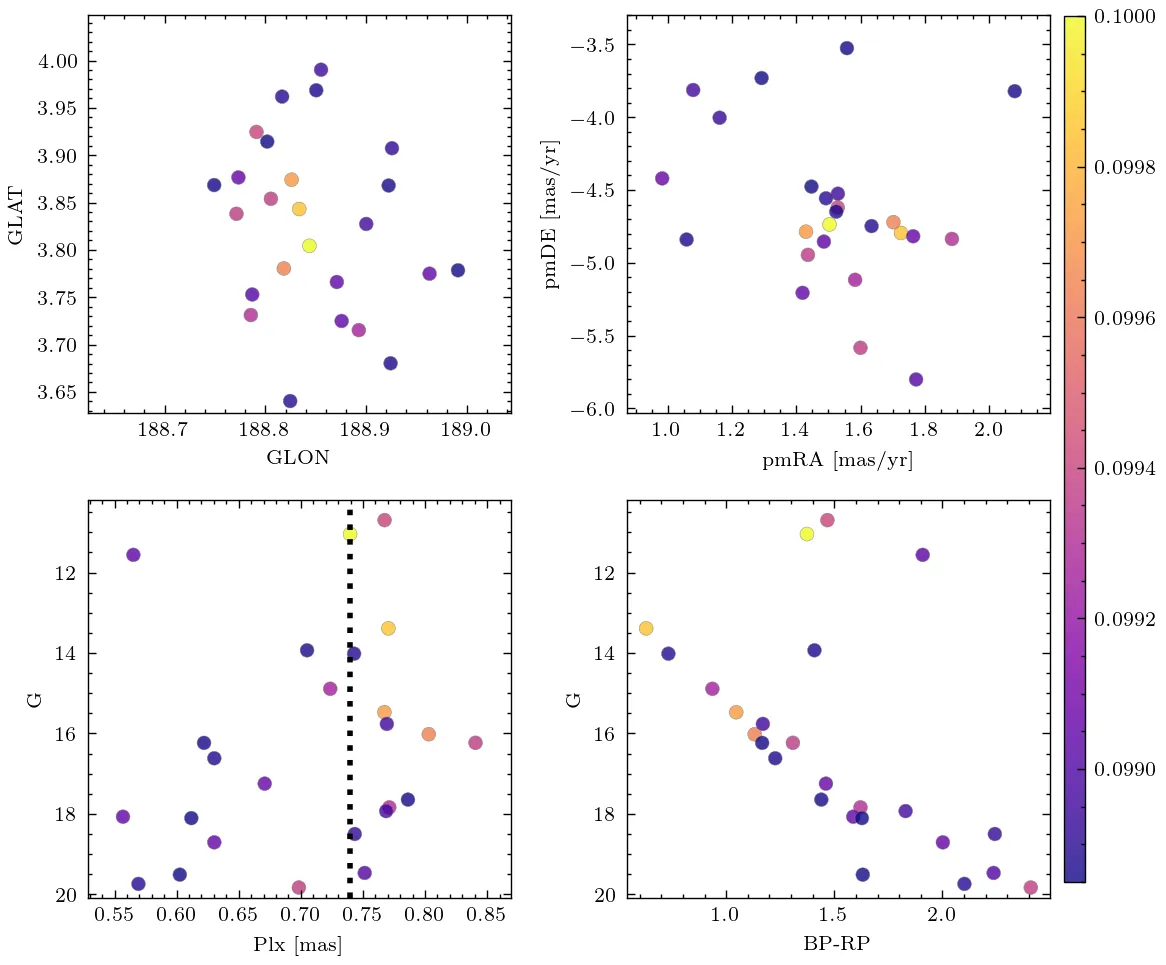 4.00
3.95
3.90
3.85
3.80
3.75
3.70
3.65
GLAT
188.7 188.8 188.9 189.0
GLON
−3.5
−4.0
−4.5
−5.0
−5.5
−6.0
pmDE [mas/yr]
1.0 1.2 1.4 1.6 1.8 2.0
pmRA [mas/yr]
0.1000
0.0998
0.0996
0.0994
0.0992
0.0990
12
14
16
18
20
G
0.55 0.60 0.65 0.70 0.75 0.80 0.85
Plx [mas]
12
14
16
18
20
G
1.0 1.5 2.0
BP-RP